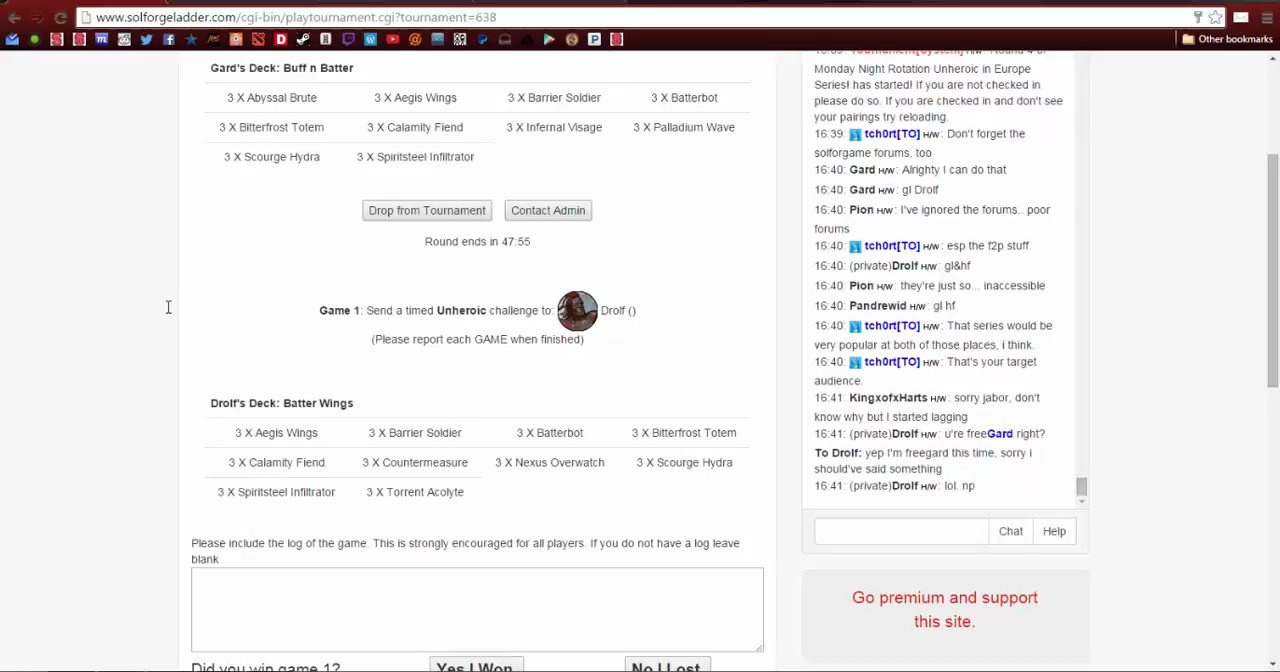 www.solforgeladder.com/cgi-bin/playtournament.cgi?tournament=638
Other bookmarks
Gard's Deck: Buff n Batter
3 X Abyssal Brute 3 X Aegis Wings 3 X Barrier Soldier 3 X Batterbot
3 X Bitterfrost Totem 3 X Calamity Fiend 3 X Infernal Visage 3 X Palladium Wave
3 X Scourge Hydra 3 X Spiritsteel Infiltrator
Drop from Tournament Contact Admin
Round ends in 47:55
Game 1: Send a timed Unheroic challenge to: Drolf ()
(Please report each GAME when finished)
Drolf's Deck: Batter Wings
3 X Aegis Wings 3 X Barrier Soldier 3 X Batterbot 3 X Bitterfrost Totem
3 X Calamity Fiend 3 X Countermeasure 3 X Nexus Overwatch 3 X Scourge Hydra
3 X Spiritsteel Infiltrator 3 X Torrent Acolyte
Please include the log of the game. This is strongly encouraged for all players. If you do not have a log leave
blank
Did you win game 1? Yes I Won No I Lost
Monday Night Rotation Unheroic in Europe
Series! has started! If you are not checked in
please do so. If you are checked in and don't see
your pairings try reloading.
16:39: tch0rt[TO] H/W: Don't forget the
solforgame forums, too
16:40: Gard H/W: Alrighty I can do that
16:40: Gard H/W: gl Drolf
16:40: Pion H/W: I've ignored the forums.. poor
forums
16:40: tch0rt[TO] H/W: esp the f2p stuff.
16:40: (private)Drolf H/W: gl&hf
16:40: Pion H/W: they're just so... inaccessible
16:40: Pandrewid H/W: gl hf
16:40: tch0rt[TO] H/W: That series would be
very popular at both of those places, i think.
16:40: tch0rt[TO] H/W: That's your target
audience.
16:41: KingxofxHarts H/W: sorry jabor, don't
know why but I started lagging
16:41: (private)Drolf H/W: u're freeGard right?
To Drolf: yep I'm freegard this time, sorry i
should've said something
16:41: (private)Drolf H/W: lol. np
Chat Help
Go premium and support
this site.